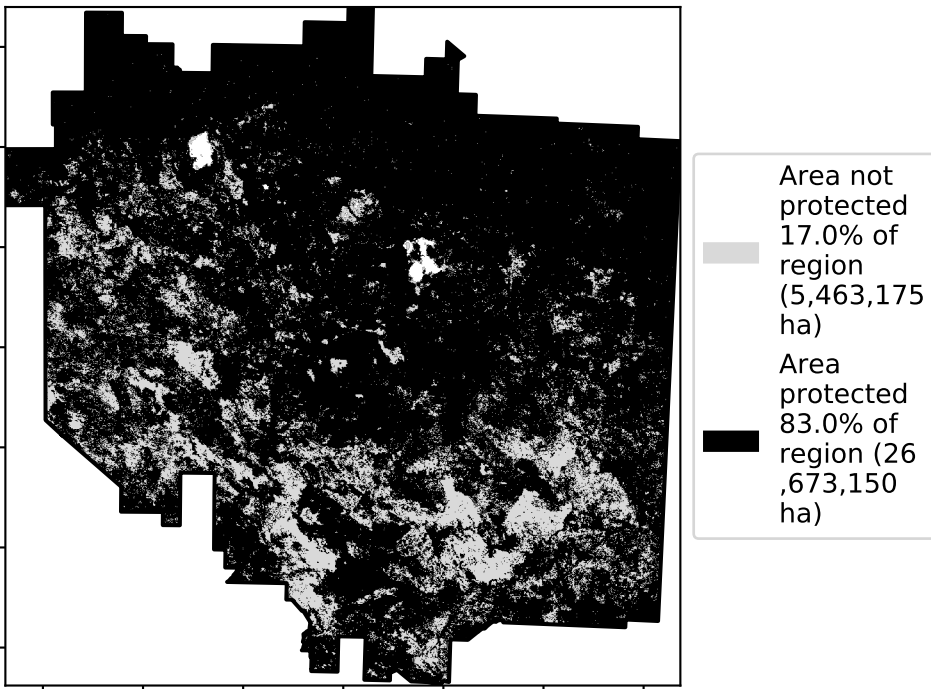 Area not
protected
17.0% of
region
(5,463,175
ha)
Area
protected
83.0% of
region (26
,673,150
ha)